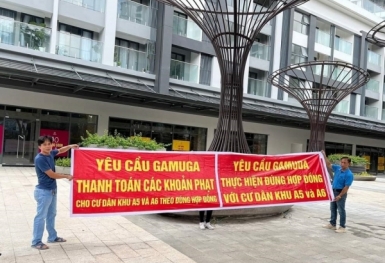 YÊU CẦU GAMUGA
THANH TOÁN CÁC KHOẢN PHẠT
CHO CƯ DÂN KHU A5 VÀ A6 THEO ĐÚNG HỢP ĐỒNG
YÊU CẦU GAMUGA
THỰC HIỆN ĐÚNG HỢP ĐỒNG
VỚI CƯ DÂN KHU A5 và A6